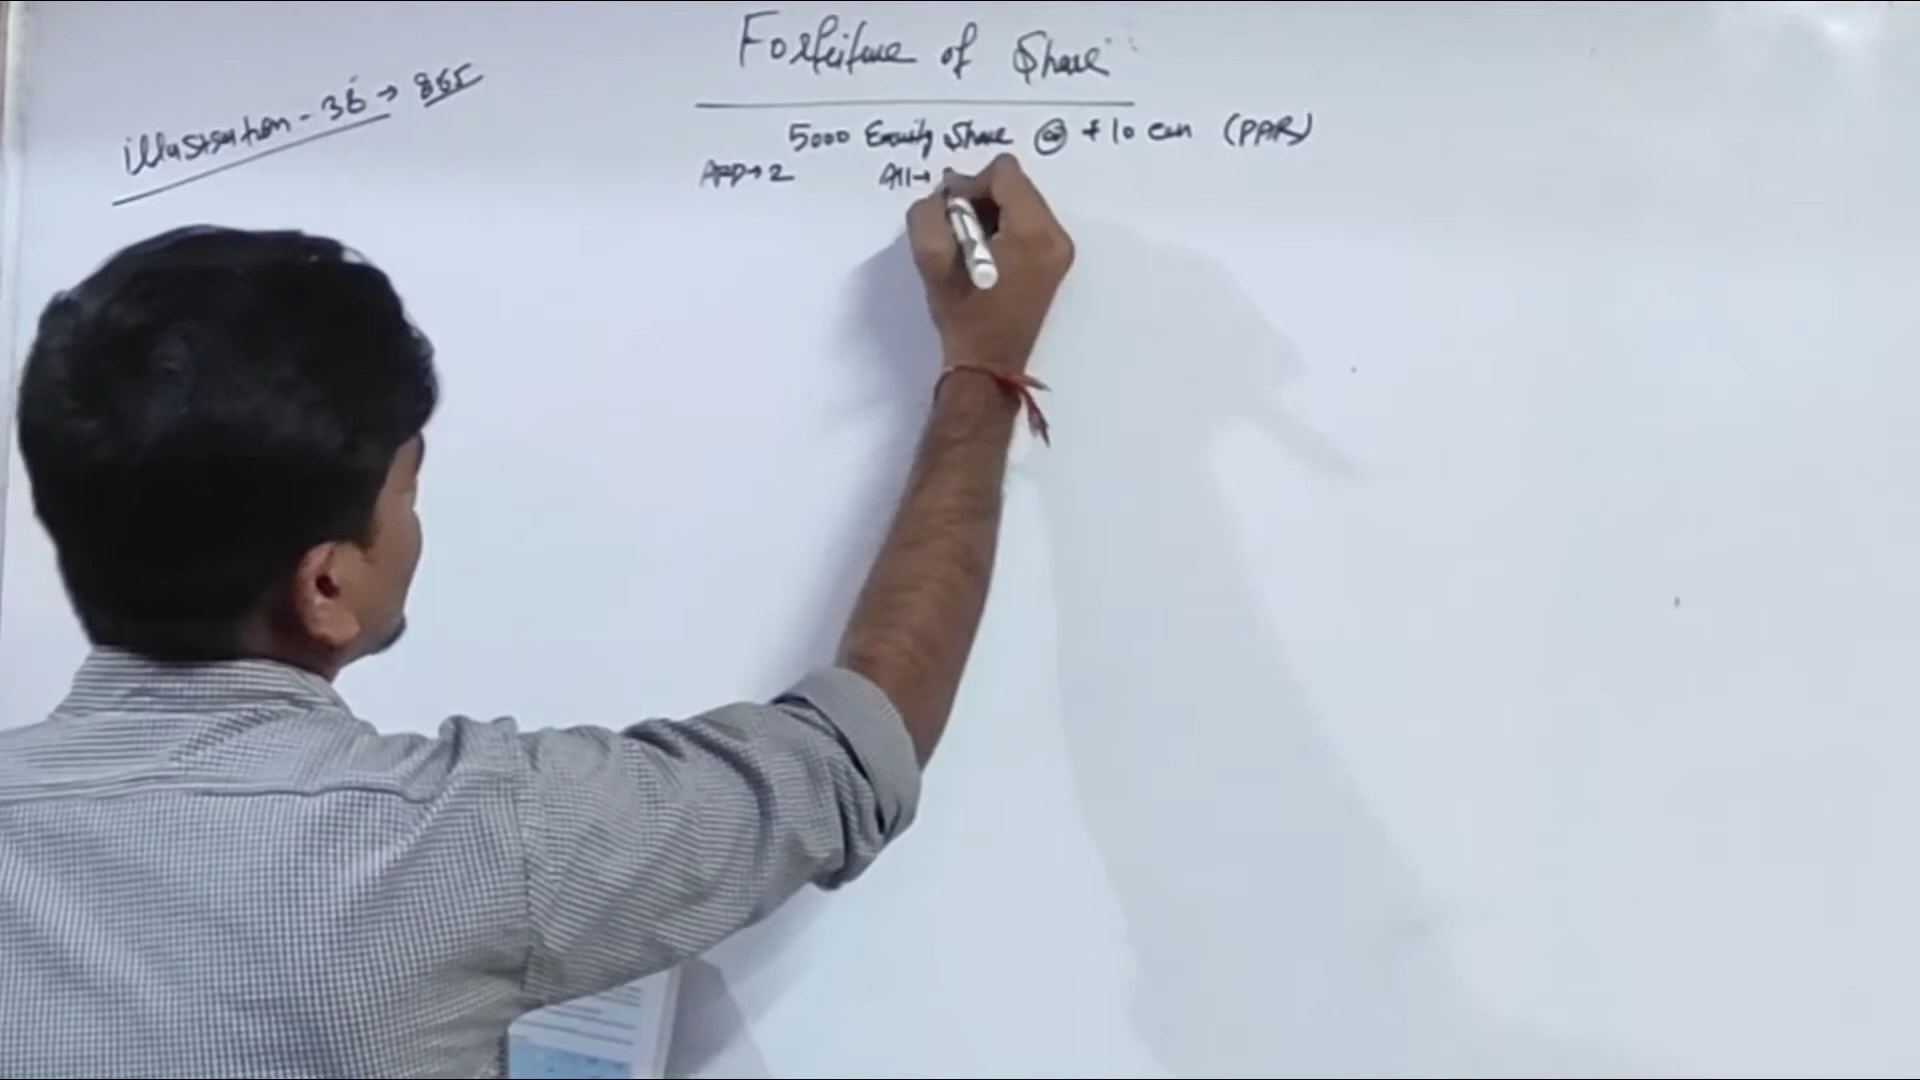 Forfeiture of Share
illustration - 36 → 865
5000 Equity Share @ ₹ 10 each (PAR)
APP → 2 All →